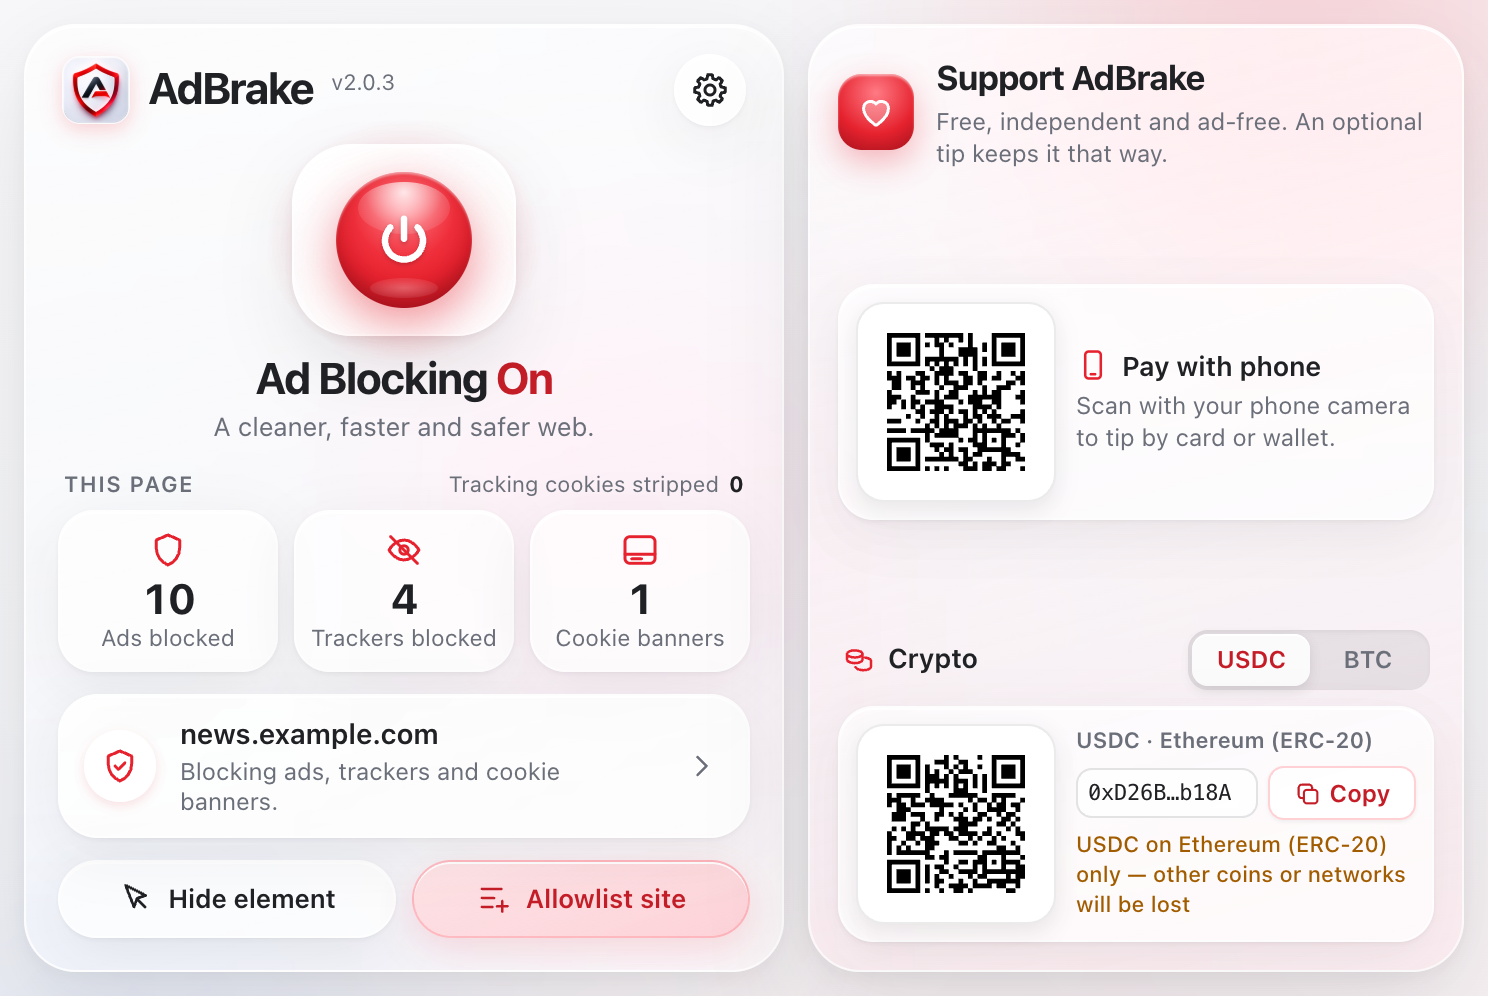 AdBrake v2.0.3
Ad Blocking On
A cleaner, faster and safer web.
THIS PAGE
Tracking cookies stripped 0
10
Ads blocked
4
Trackers blocked
1
Cookie banners
news.example.com
Blocking ads, trackers and cookie
banners.
Hide element
Allowlist site
Support AdBrake
Free, independent and ad-free. An optional
tip keeps it that way.
Pay with phone
Scan with your phone camera
to tip by card or wallet.
Crypto
USDC
BTC
USDC · Ethereum (ERC-20)
0xD26B…b18A
Copy
USDC on Ethereum (ERC-20)
only — other coins or networks
will be lost